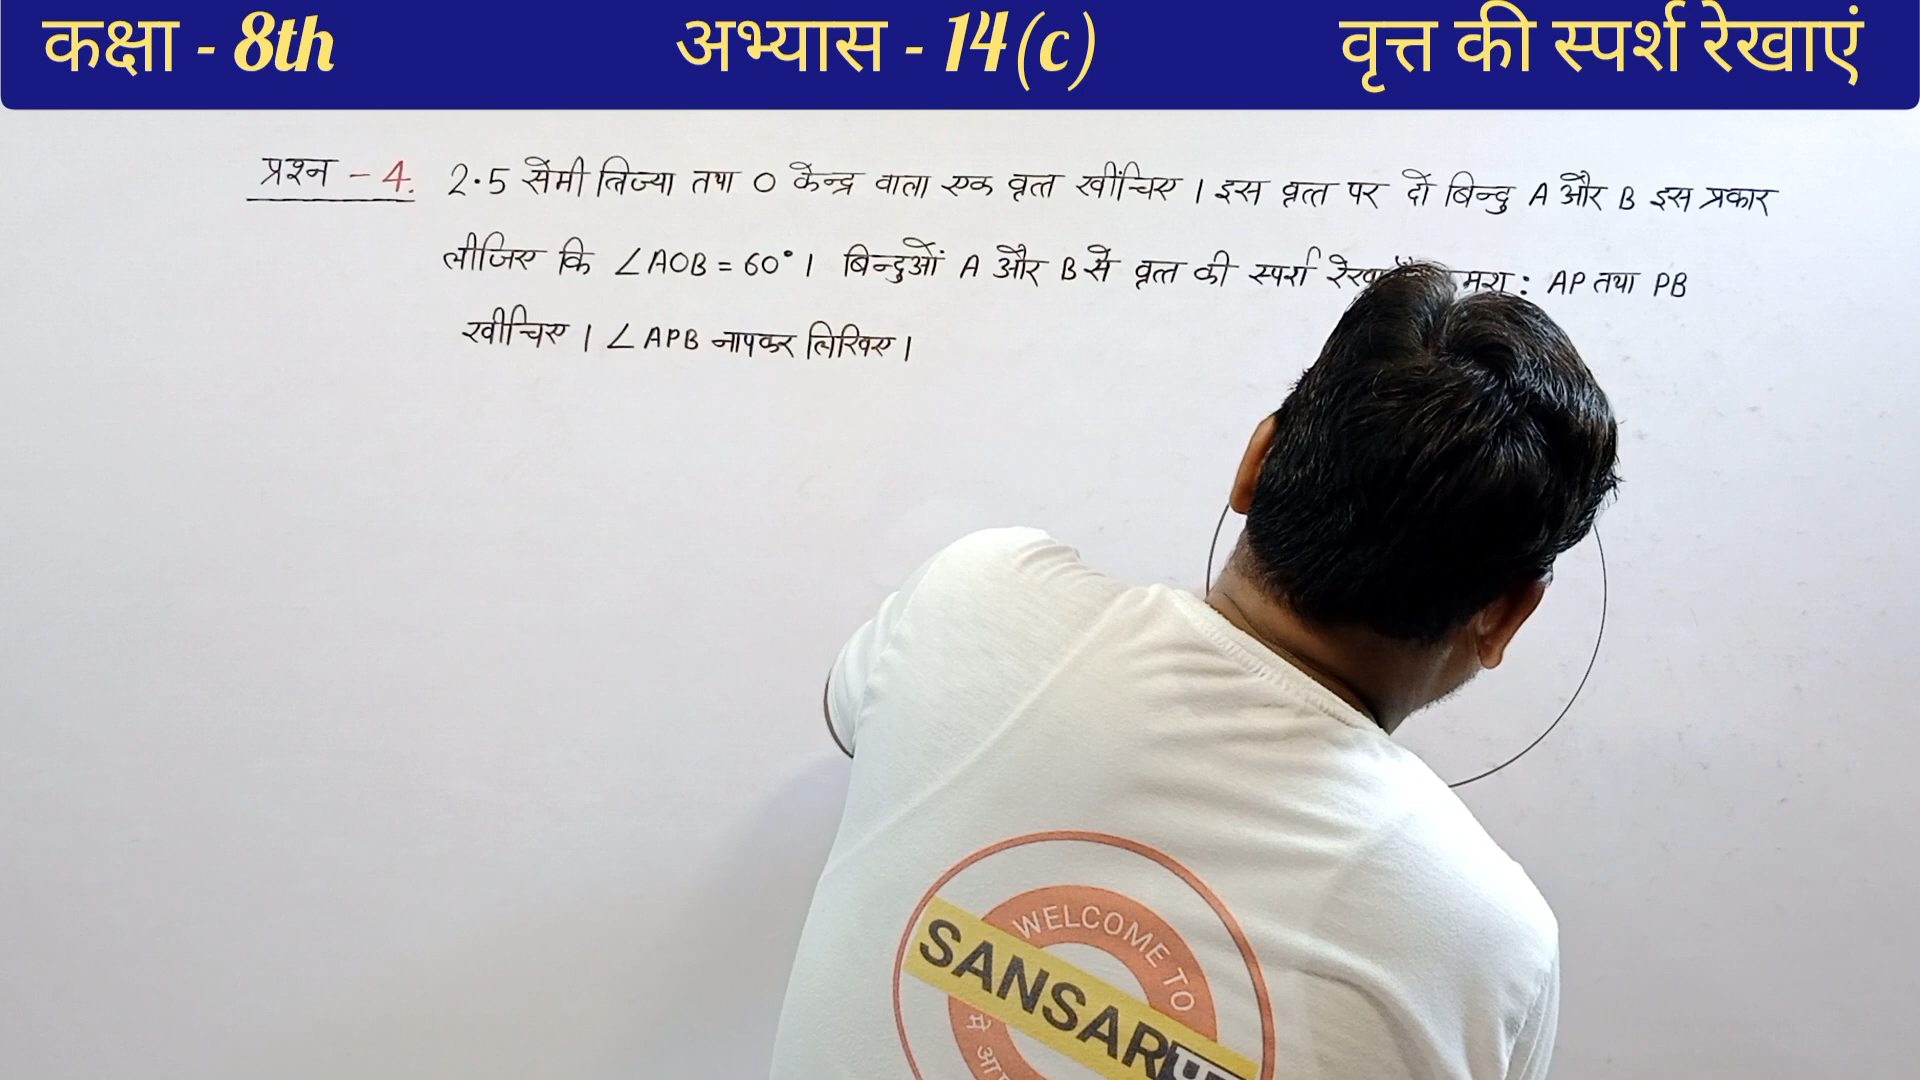 कक्षा - 8th अभ्यास - 14(c) वृत्त की स्पर्श रेखाएं
प्रश्न - 4. 2.5 सेमी त्रिज्या तथा O केन्द्र वाला एक वृत्त खींचिए । इस वृत्त पर दो बिन्दु A और B इस प्रकार
लीजिए कि ∠AOB = 60° । बिन्दुओं A और B से वृत्त की स्पर्श : AP तथा PB
खीचिए । ∠APB नापकर लिखिए ।
WELCOME TO
SANSAR
में